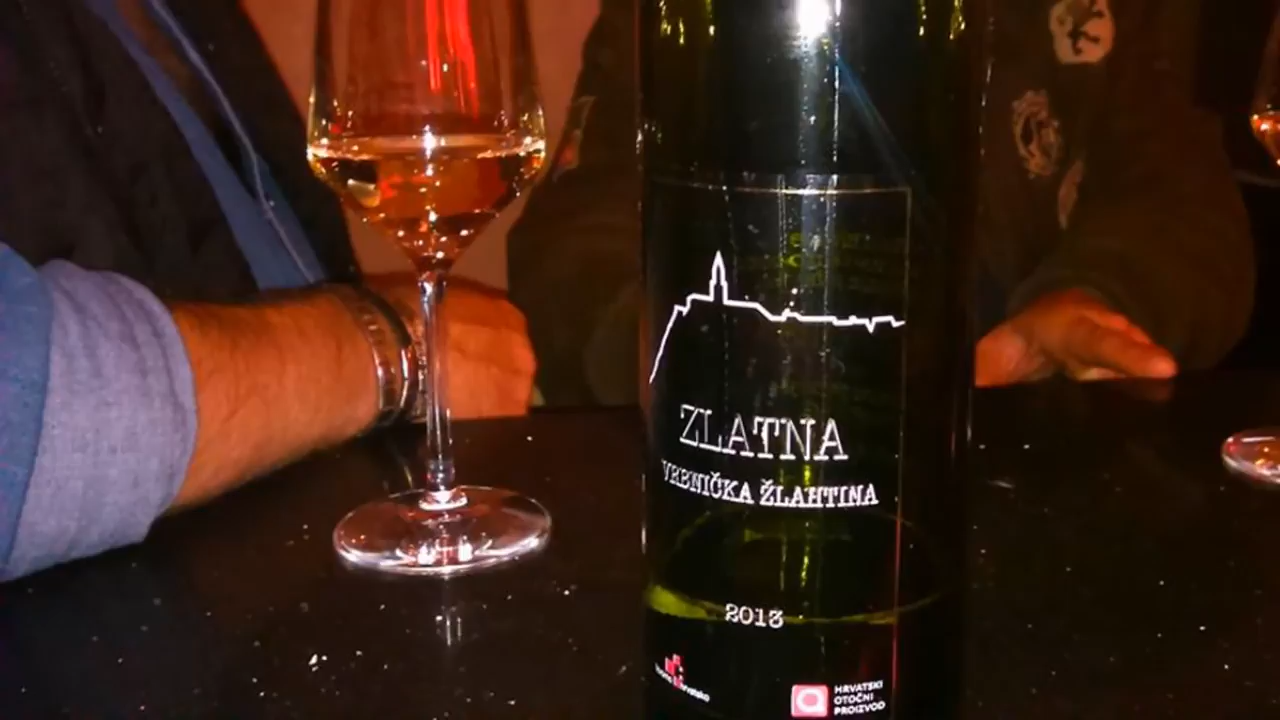 ZLATNA
VRBNIČKA ŽLAHTINA
2013
HRVATSKI
OTOČNI
PROIZVOD